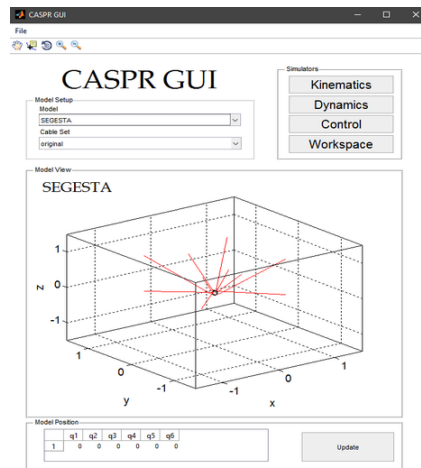 CASPR GUI
File
CASPR GUI
Simulators
Kinematics
Dynamics
Control
Workspace
Model Setup
Model
SEGESTA
Cable Set
original
Model View
SEGESTA
1
0
-1
z
1
0
-1
y
-1
0
1
x
Model Position
q1 q2 q3 q4 q5 q6
1 0 0 0 0 0 0
Update